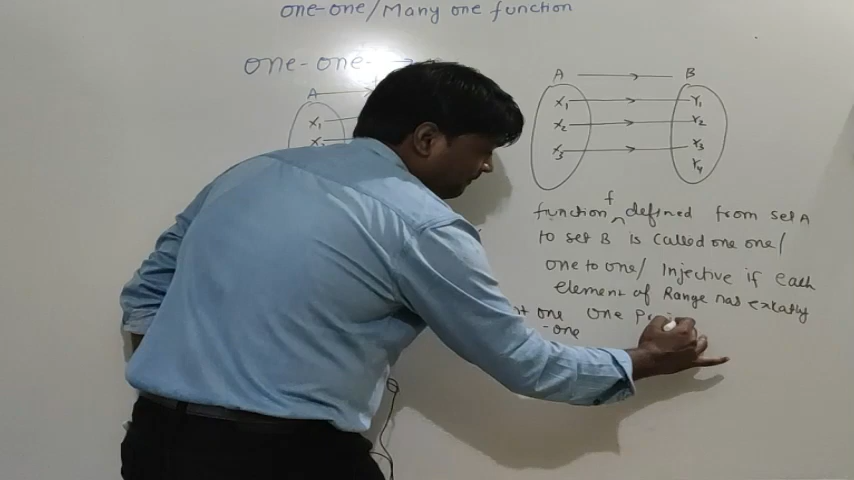 one-one/Many one function
one-one
A
x₁
A B
x₁ Y₁
x₂ Y₂
x₃ Y₃
Y₄
function f defined from set A
to set B is called one one/
one to one/ Injective if each
element of Range has extatly
one one
-one